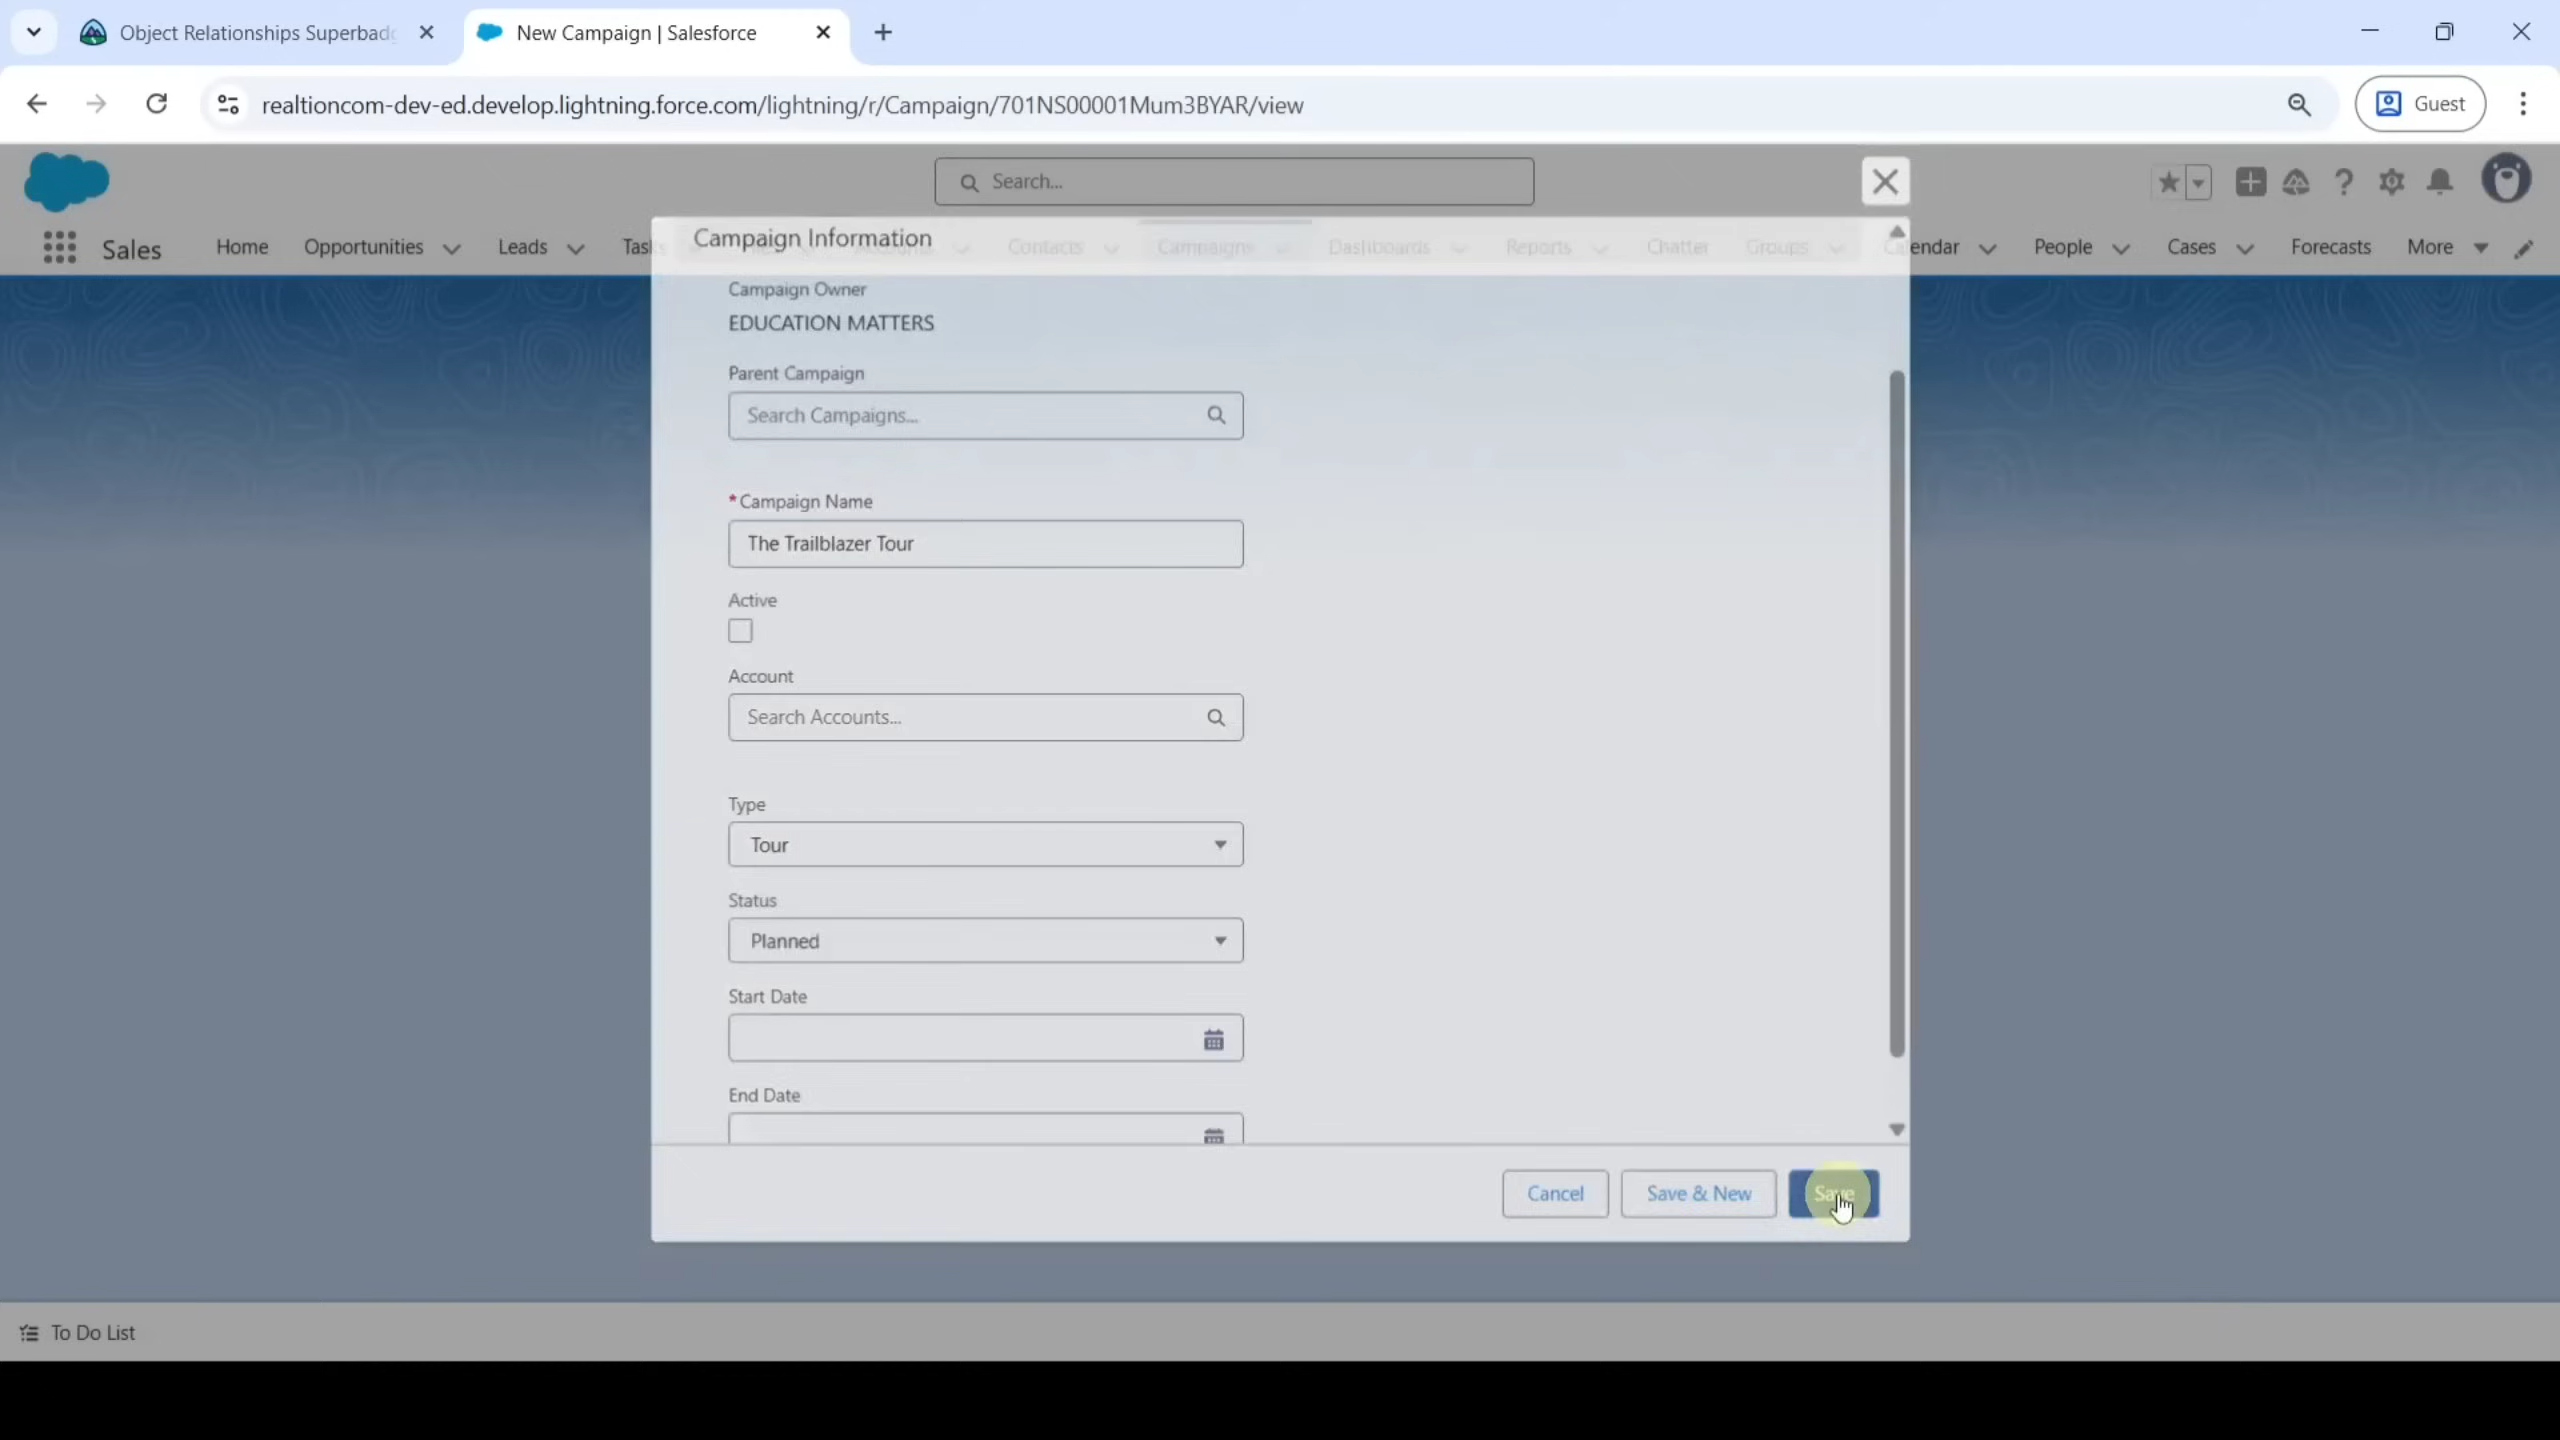 Object Relationships Superbadg
New Campaign | Salesforce
realtioncom-dev-ed.develop.lightning.force.com/lightning/r/Campaign/701NS00001Mum3BYAR/view
Guest
Search...
Sales
Home
Opportunities
Leads
Tasks
Accounts
Contacts
Campaigns
Dashboards
Reports
Chatter
Groups
Calendar
People
Cases
Forecasts
More
Campaign Information
Campaign Owner
EDUCATION MATTERS
Parent Campaign
Search Campaigns...
* Campaign Name
The Trailblazer Tour
Active
Account
Search Accounts...
Type
Tour
Status
Planned
Start Date
End Date
Cancel
Save & New
Save
To Do List